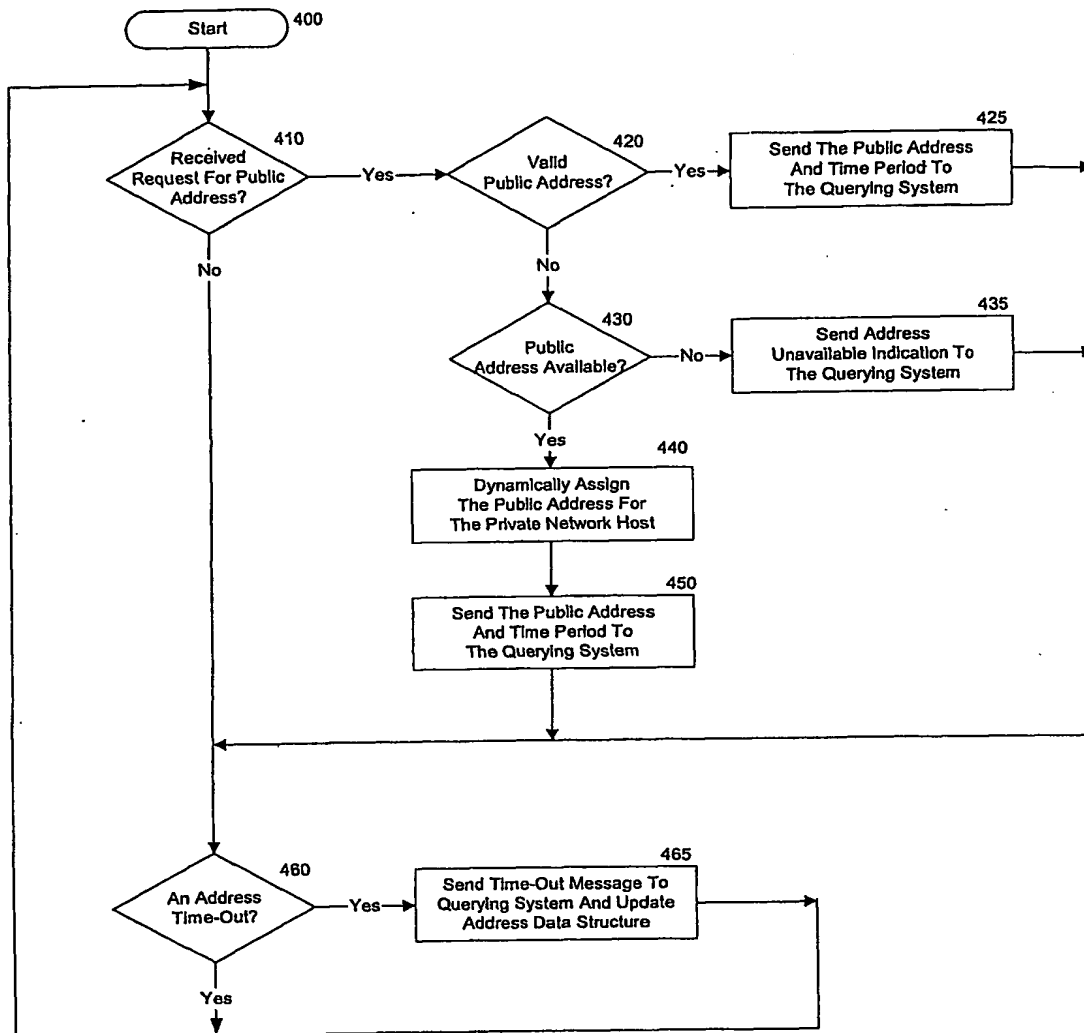 Start
400
Received
Request For Public
Address?
410
Yes
Valid
Public Address?
420
Yes
Send The Public Address
And Time Period To
The Querying System
425
No
No
Public
Address Available?
430
No
Send Address
Unavailable Indication To
The Querying System
435
Yes
Dynamically Assign
The Public Address For
The Private Network Host
440
Send The Public Address
And Time Period To
The Querying System
450
An Address
Time-Out?
460
Yes
Send Time-Out Message To
Querying System And Update
Address Data Structure
465
Yes